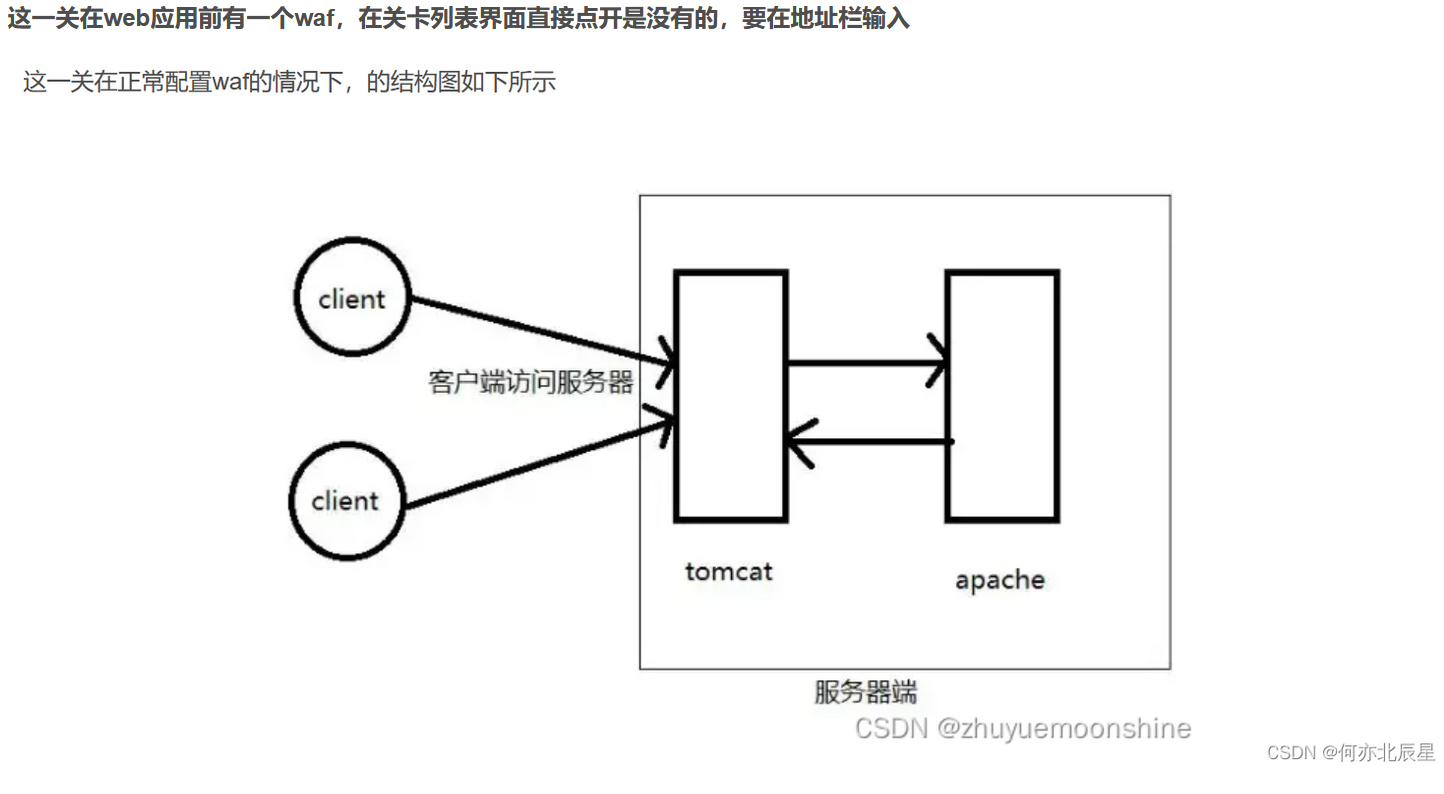 这一关在web应用前有一个waf，在关卡列表界面直接点开是没有的，要在地址栏输入
这一关在正常配置waf的情况下，的结构图如下所示
client
客户端访问服务器
client
tomcat
apache
服务器端
CSDN @zhuyuemoonshine
CSDN @何亦北辰星